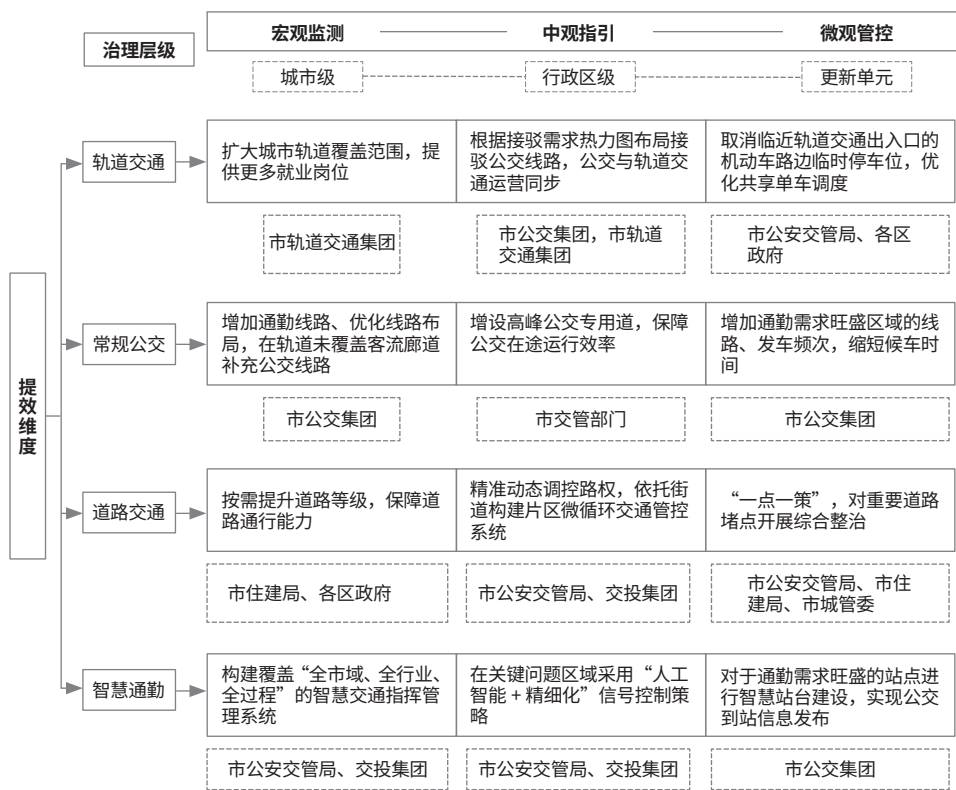 治理层级
宏观监测
中观指引
微观管控
城市级
行政区级
更新单元
提效维度
轨道交通
扩大城市轨道覆盖范围，提
供更多就业岗位
根据接驳需求热力图布局接
驳公交线路，公交与轨道交
通运营同步
取消临近轨道交通出入口的
机动车路边临时停车位，优
化共享单车调度
市轨道交通集团
市公交集团，市轨道
交通集团
市公安交管局、各区
政府
常规公交
增加通勤线路、优化线路布
局，在轨道未覆盖客流廊道
补充公交线路
增设高峰公交专用道，保障
公交在途运行效率
增加通勤需求旺盛区域的线
路、发车频次，缩短候车时
间
市公交集团
市交管部门
市公交集团
道路交通
按需提升道路等级，保障道
路通行能力
精准动态调控路权，依托街
道构建片区微循环交通管控
系统
“一点一策”，对重要道路
堵点开展综合整治
市住建局、各区政府
市公安交管局、交投集团
市公安交管局、市住
建局、市城管委
智慧通勤
构建覆盖“全市域、全行业、
全过程”的智慧交通指挥管
理系统
在关键问题区域采用“人工
智能 + 精细化”信号控制策
略
对于通勤需求旺盛的站点进
行智慧站台建设，实现公交
到站信息发布
市公安交管局、交投集团
市公安交管局、交投集团
市公交集团